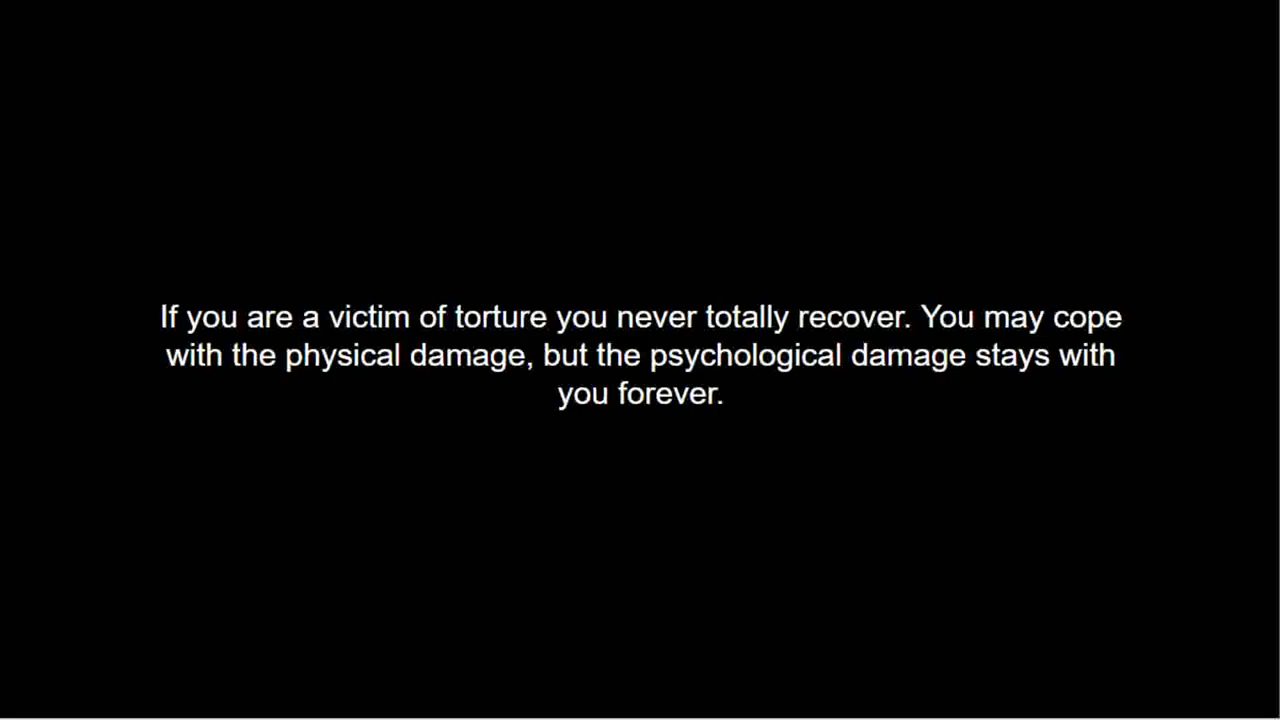 If you are a victim of torture you never totally recover. You may cope
with the physical damage, but the psychological damage stays with
you forever.